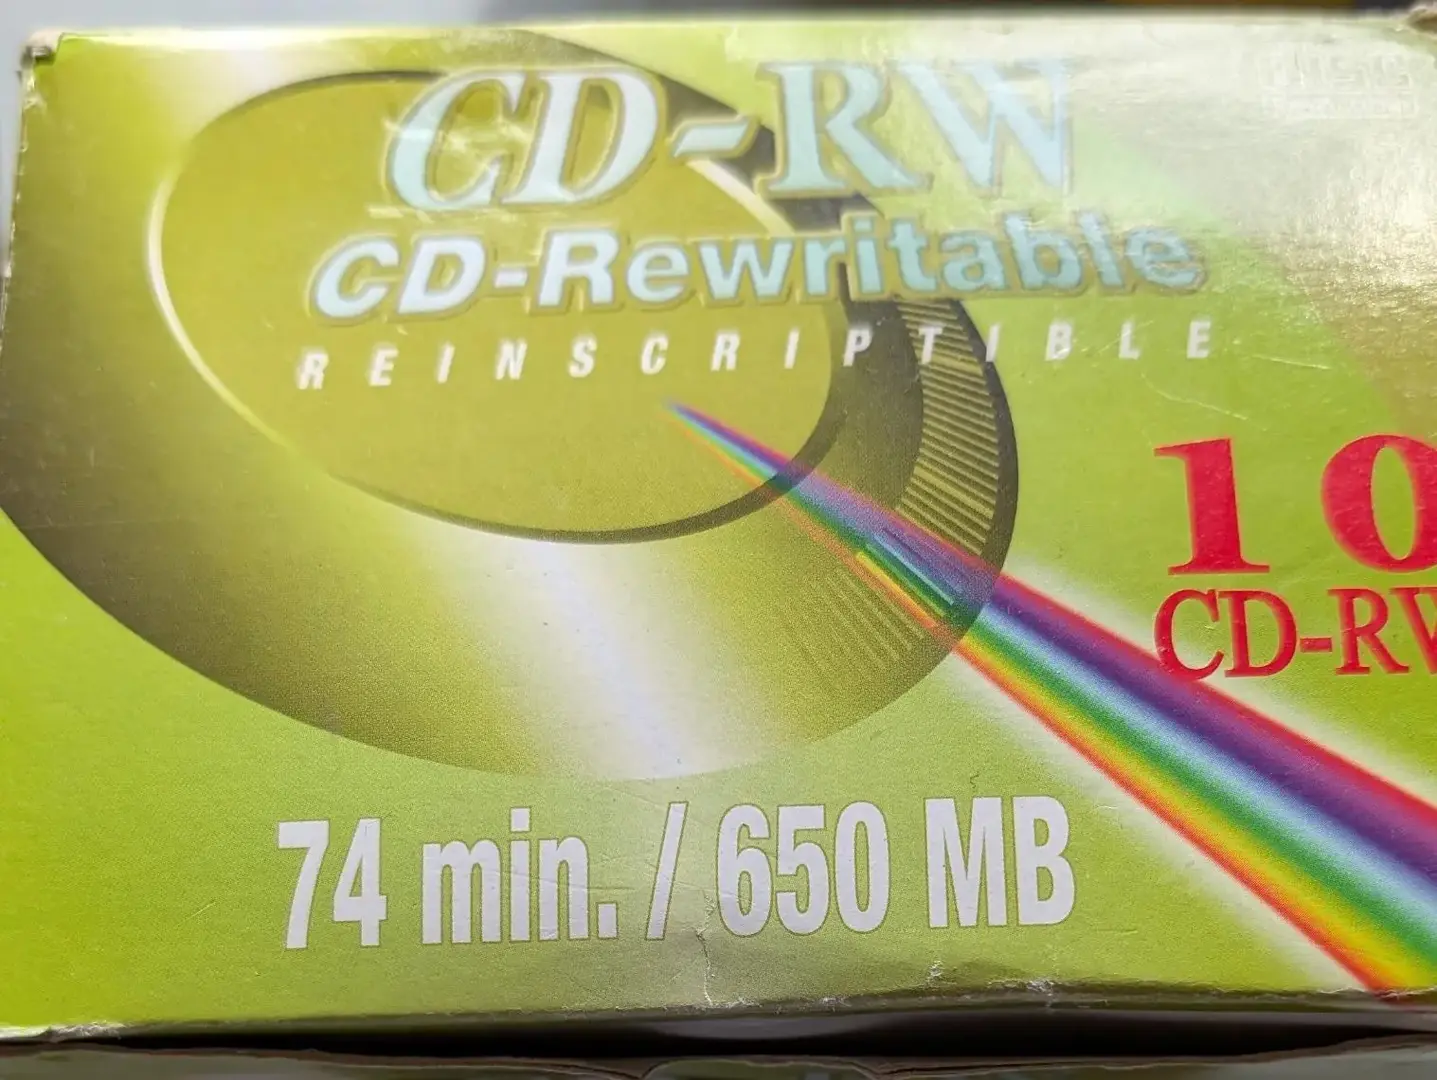 CD-RW
CD-Rewritable
REINSCRIPTIBLE
10
CD-RW
74 min. / 650 MB